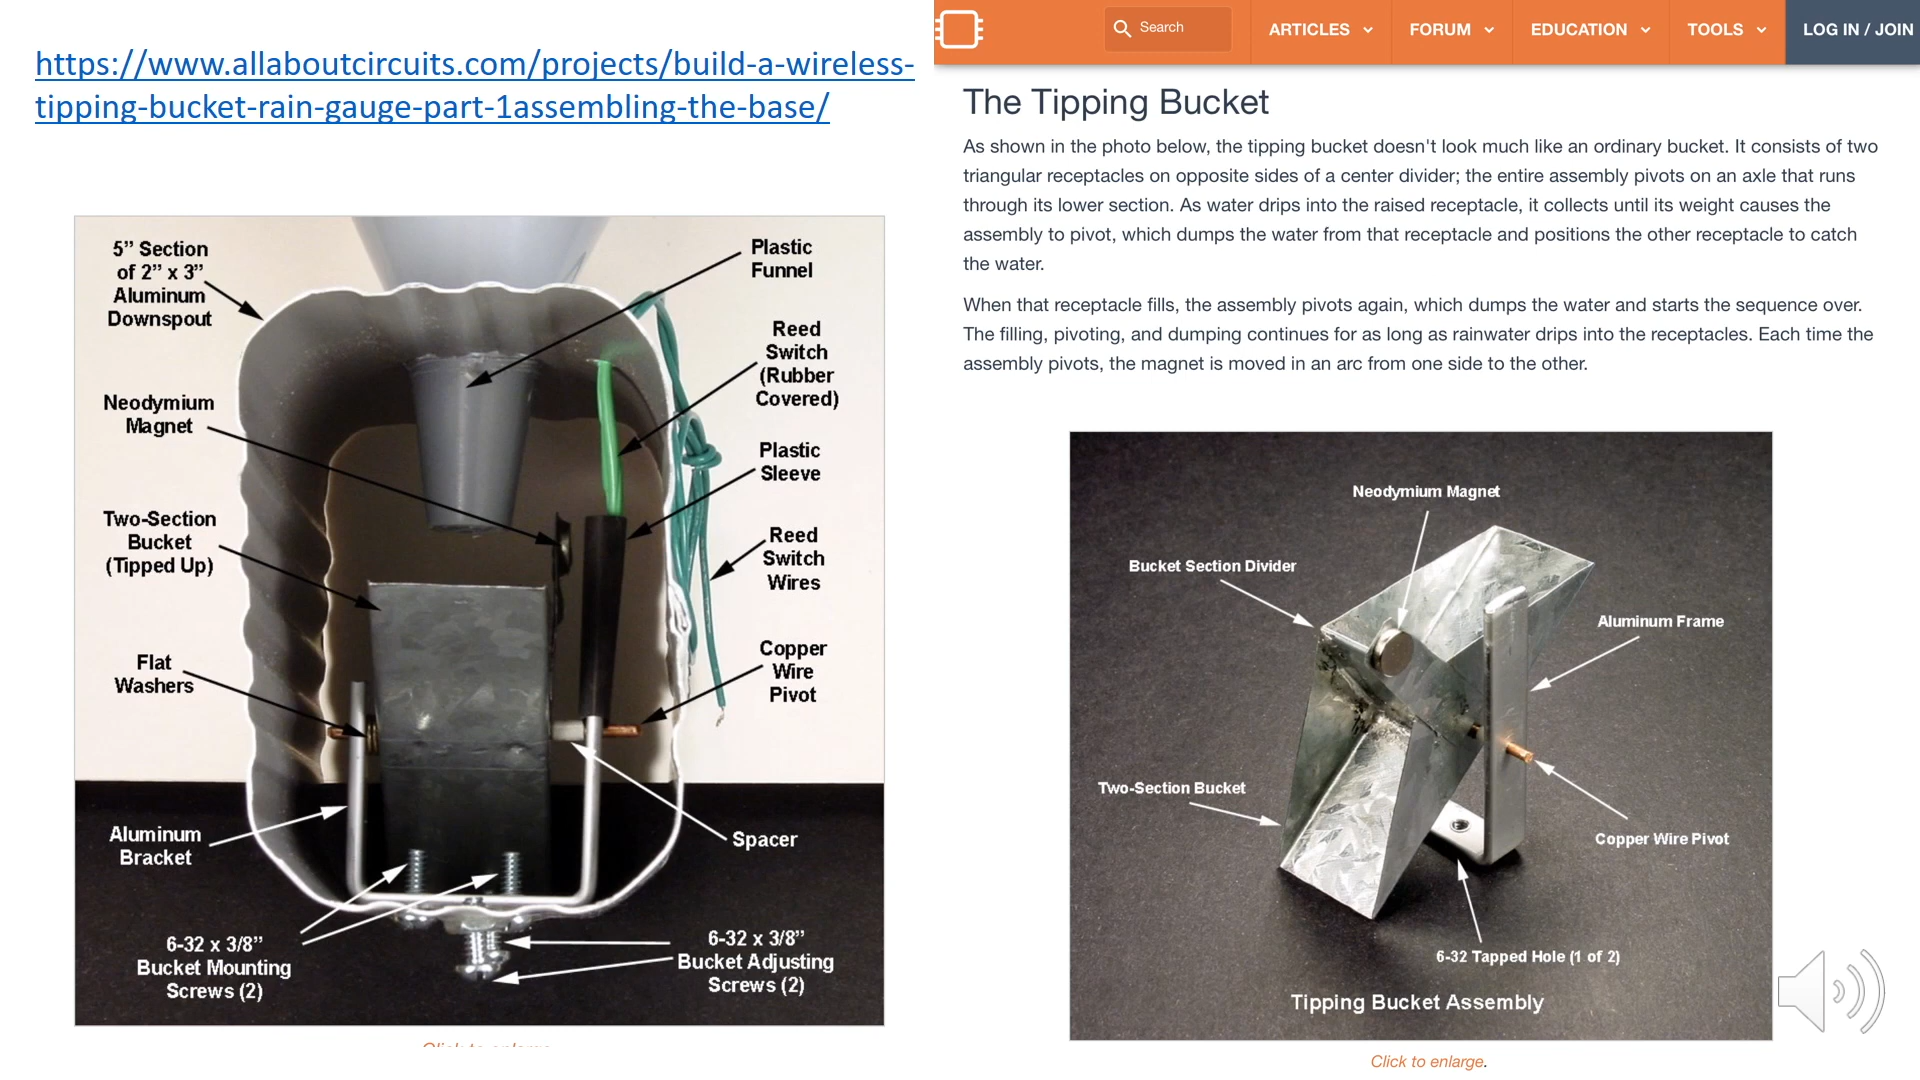 https://www.allaboutcircuits.com/projects/build-a-wireless-
tipping-bucket-rain-gauge-part-1assembling-the-base/
5” Section
of 2” x 3”
Aluminum
Downspout
Plastic
Funnel
Reed
Switch
(Rubber
Covered)
Neodymium
Magnet
Plastic
Sleeve
Two-Section
Bucket
(Tipped Up)
Reed
Switch
Wires
Flat
Washers
Copper
Wire
Pivot
Aluminum
Bracket
Spacer
6-32 x 3/8”
Bucket Mounting
Screws (2)
6-32 x 3/8”
Bucket Adjusting
Screws (2)
Search
ARTICLES
FORUM
EDUCATION
TOOLS
LOG IN / JOIN
The Tipping Bucket
As shown in the photo below, the tipping bucket doesn't look much like an ordinary bucket. It consists of two
triangular receptacles on opposite sides of a center divider; the entire assembly pivots on an axle that runs
through its lower section. As water drips into the raised receptacle, it collects until its weight causes the
assembly to pivot, which dumps the water from that receptacle and positions the other receptacle to catch
the water.
When that receptacle fills, the assembly pivots again, which dumps the water and starts the sequence over.
The filling, pivoting, and dumping continues for as long as rainwater drips into the receptacles. Each time the
assembly pivots, the magnet is moved in an arc from one side to the other.
Neodymium Magnet
Bucket Section Divider
Aluminum Frame
Two-Section Bucket
Copper Wire Pivot
6-32 Tapped Hole (1 of 2)
Tipping Bucket Assembly
Click to enlarge.